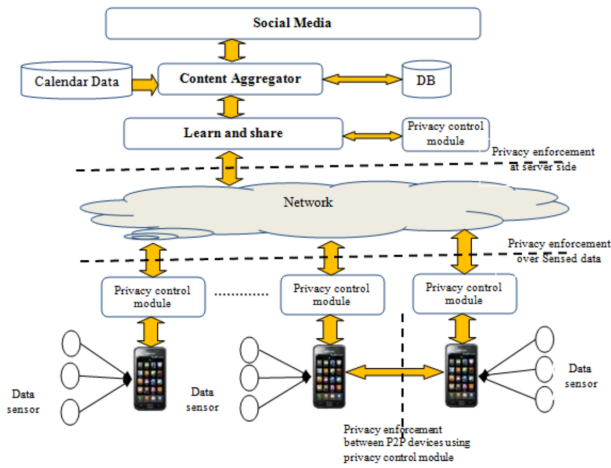 Social Media
Calendar Data
Content Aggregator
DB
Learn and share
Privacy control
module
Privacy enforcement
at server side
Network
Privacy enforcement
over Sensed data
Privacy control
module
Privacy control
module
Privacy control
module
Data
sensor
Data
sensor
Data
sensor
Privacy enforcement
between P2P devices using
privacy control module